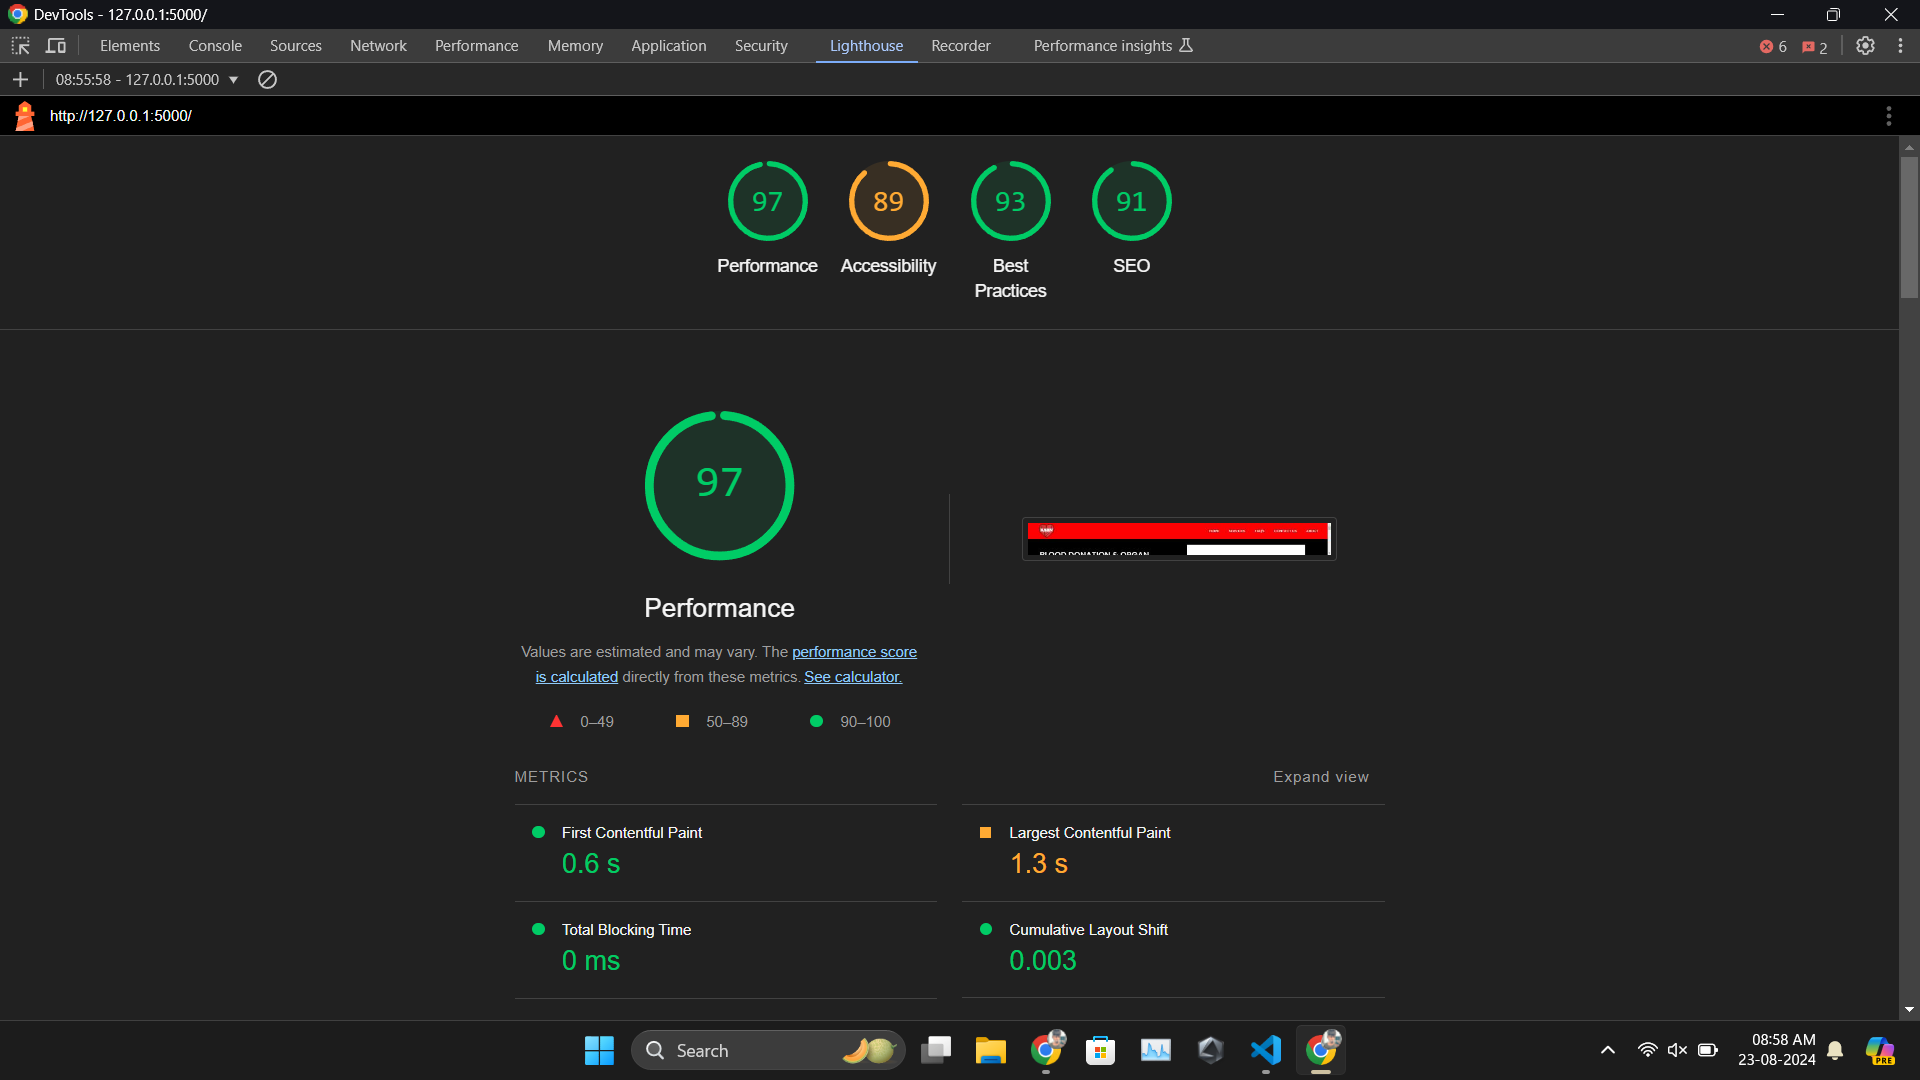 DevTools - 127.0.0.1:5000/
Elements Console Sources Network Performance Memory Application Security Lighthouse Recorder Performance insights 6 2
08:55:58 - 127.0.0.1:5000
http://127.0.0.1:5000/
97 89 93 91
Performance Accessibility Best Practices SEO
97
Performance
Values are estimated and may vary. The performance score
is calculated directly from these metrics. See calculator.
0–49 50–89 90–100
METRICS Expand view
First Contentful Paint Largest Contentful Paint
0.6 s 1.3 s
Total Blocking Time Cumulative Layout Shift
0 ms 0.003
BLOOD DONATION & ORGAN
Search
08:58 AM
23-08-2024
PRE